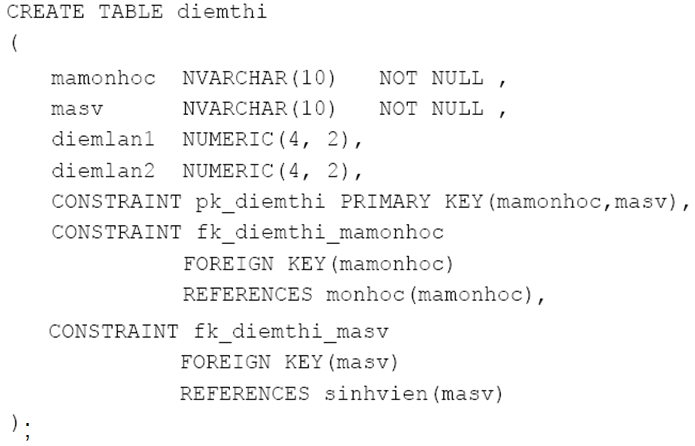 CREATE TABLE diemthi
(
mamonhoc NVARCHAR(10) NOT NULL ,
masv NVARCHAR(10) NOT NULL ,
diemlan1 NUMERIC(4, 2),
diemlan2 NUMERIC(4, 2),
CONSTRAINT pk_diemthi PRIMARY KEY(mamonhoc,masv),
CONSTRAINT fk_diemthi_mamonhoc
FOREIGN KEY(mamonhoc)
REFERENCES monhoc(mamonhoc),
CONSTRAINT fk_diemthi_masv
FOREIGN KEY(masv)
REFERENCES sinhvien(masv)
);